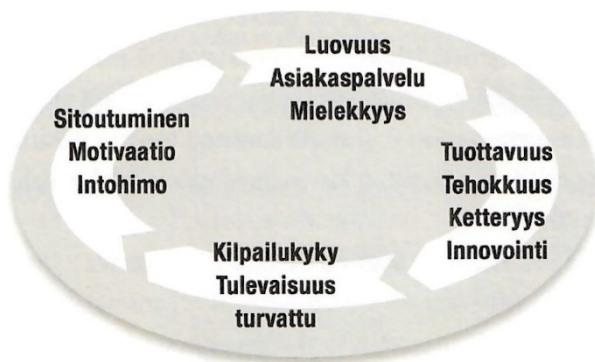 Luovuus
Asiakaspalvelu
Mielekkyys
Sitoutuminen
Motivaatio
Intohimo
Tuottavuus
Tehokkuus
Ketteryys
Innovointi
Kilpailukyky
Tulevaisuus
turvattu